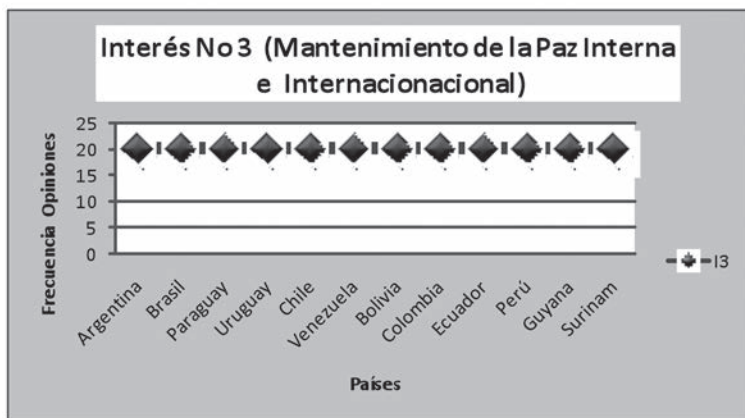 Interés No 3 (Mantenimiento de la Paz Interna
e Internacionacional)
Frecuencia Opiniones
25
20
15
10
5
0
Argentina
Brasil
Paraguay
Uruguay
Chile
Venezuela
Bolivia
Colombia
Ecuador
Perú
Guyana
Surinam
Países
I3